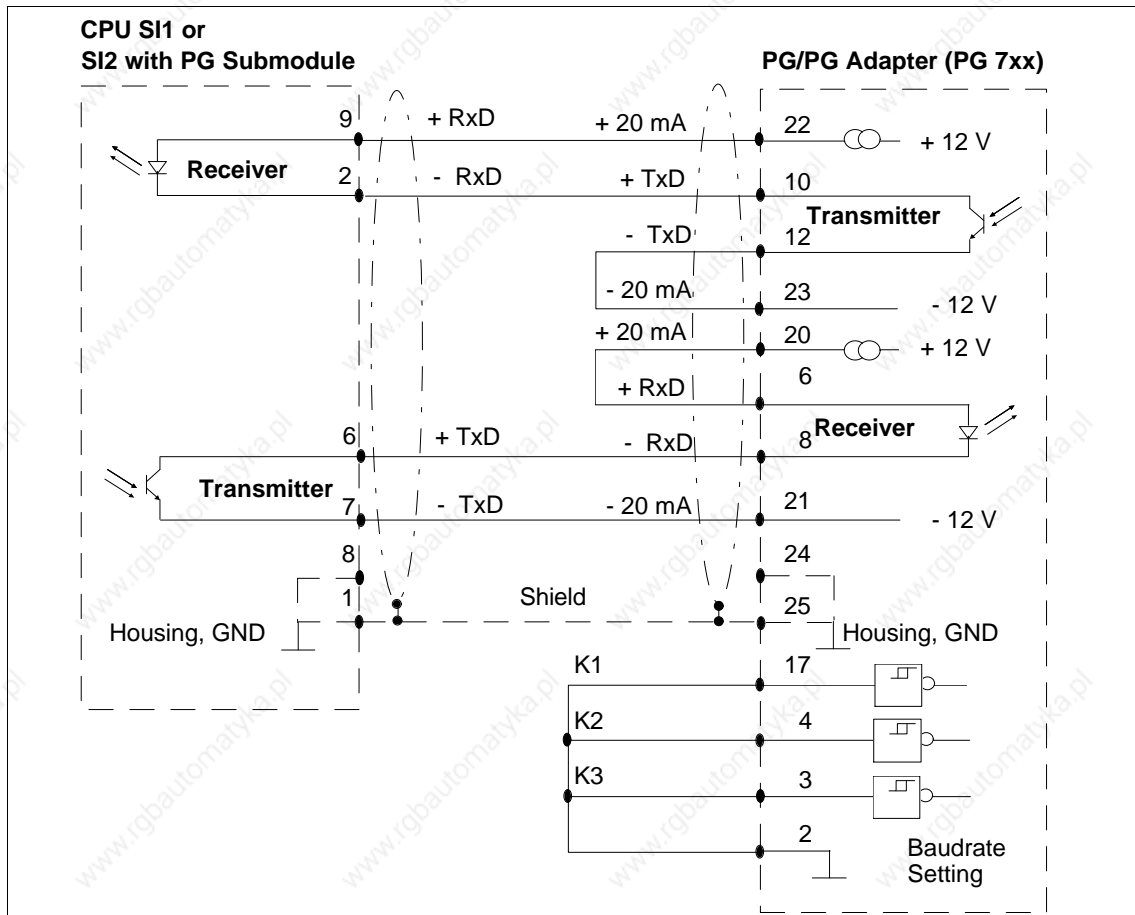 CPU SI1 or
SI2 with PG Submodule
PG/PG Adapter (PG 7xx)
9 + RxD + 20 mA 22 + 12 V
Receiver
2 - RxD + TxD 10
Transmitter
- TxD 12
- 20 mA 23 - 12 V
+ 20 mA 20 + 12 V
+ RxD 6
Receiver
6 + TxD - RxD 8
Transmitter
7 - TxD - 20 mA 21 - 12 V
8 24
1 Shield 25
Housing, GND Housing, GND
K1 17
K2 4
K3 3
2 Baudrate
Setting
www.rgbautomatyka.pl